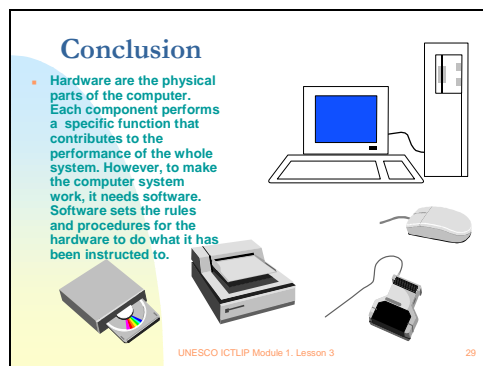 Conclusion
▪ Hardware are the physical
parts of the computer.
Each component performs
a specific function that
contributes to the
performance of the whole
system. However, to make
the computer system
work, it needs software.
Software sets the rules
and procedures for the
hardware to do what it has
been instructed to.
UNESCO ICTLIP Module 1. Lesson 3
29